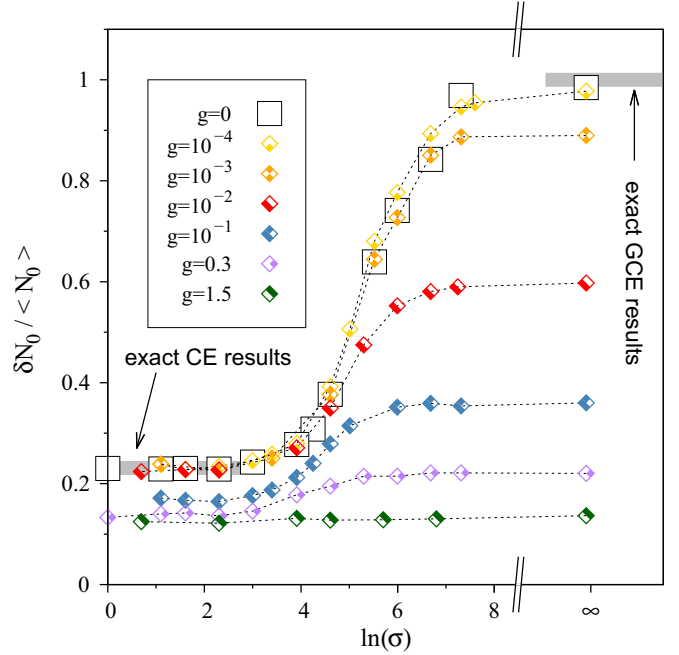 1
0.8
0.6
0.4
0.2
0
δN₀ / < N₀ >
g=0
g=10⁻⁴
g=10⁻³
g=10⁻²
g=10⁻¹
g=0.3
g=1.5
exact CE results
exact GCE results
0 2 4 6 8 ∞
ln(σ)